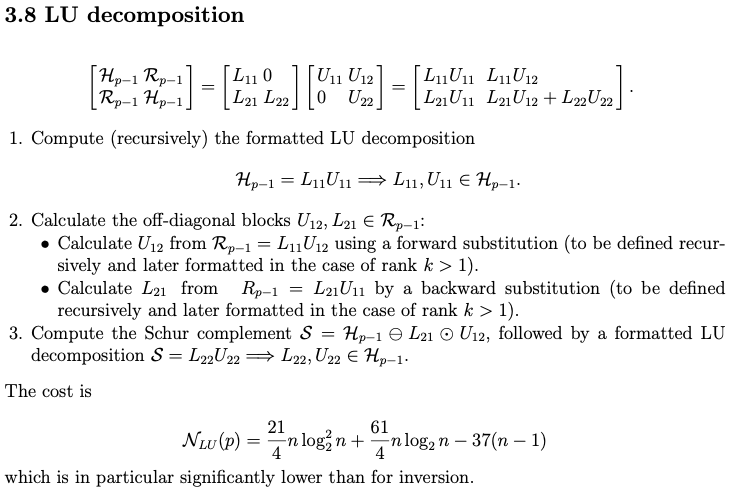 3.8 LU decomposition
\begin{bmatrix} \mathcal{H}_{p-1} & \mathcal{R}_{p-1} \\ \mathcal{R}_{p-1} & \mathcal{H}_{p-1} \end{bmatrix} = \begin{bmatrix} L_{11} & 0 \\ L_{21} & L_{22} \end{bmatrix} \begin{bmatrix} U_{11} & U_{12} \\ 0 & U_{22} \end{bmatrix} = \begin{bmatrix} L_{11}U_{11} & L_{11}U_{12} \\ L_{21}U_{11} & L_{21}U_{12} + L_{22}U_{22} \end{bmatrix}.
1. Compute (recursively) the formatted LU decomposition
\mathcal{H}_{p-1} = L_{11}U_{11} \Longrightarrow L_{11}, U_{11} \in \mathcal{H}_{p-1}.
2. Calculate the off-diagonal blocks U_{12}, L_{21} \in \mathcal{R}_{p-1}:
• Calculate U_{12} from \mathcal{R}_{p-1} = L_{11}U_{12} using a forward substitution (to be defined recur-
sively and later formatted in the case of rank k > 1).
• Calculate L_{21} from R_{p-1} = L_{21}U_{11} by a backward substitution (to be defined
recursively and later formatted in the case of rank k > 1).
3. Compute the Schur complement \mathcal{S} = \mathcal{H}_{p-1} \ominus L_{21} \odot U_{12}, followed by a formatted LU
decomposition \mathcal{S} = L_{22}U_{22} \Longrightarrow L_{22}, U_{22} \in \mathcal{H}_{p-1}.
The cost is
\mathcal{N}_{LU}(p) = \frac{21}{4} n \log_2^2 n + \frac{61}{4} n \log_2 n - 37(n - 1)
which is in particular significantly lower than for inversion.